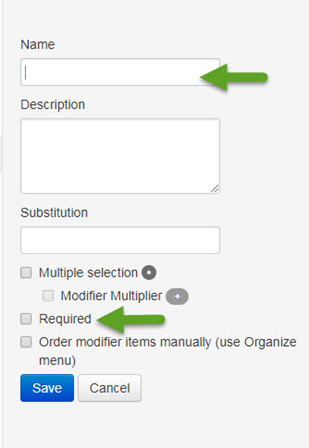 Name
Description
Substitution
Multiple selection
Modifier Multiplier +
Required
Order modifier items manually (use Organize
menu)
Save Cancel